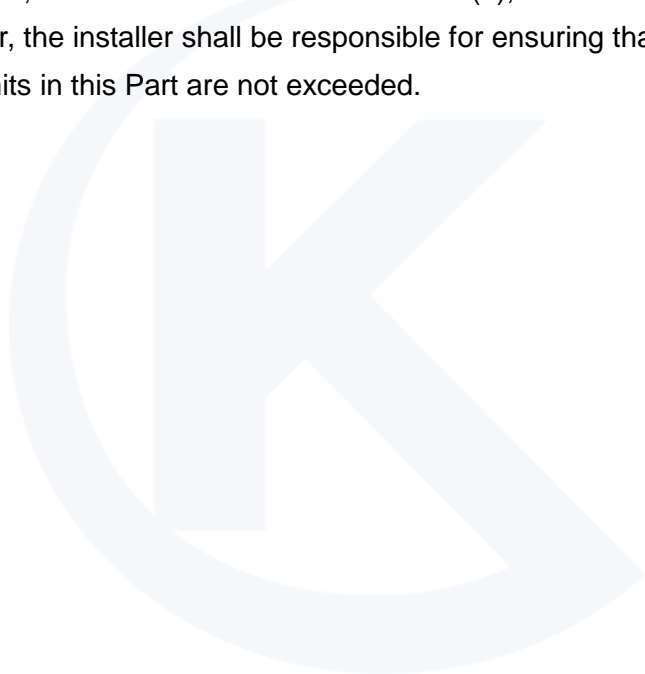 r, the installer shall be responsible for ensuring tha
its in this Part are not exceeded.
K